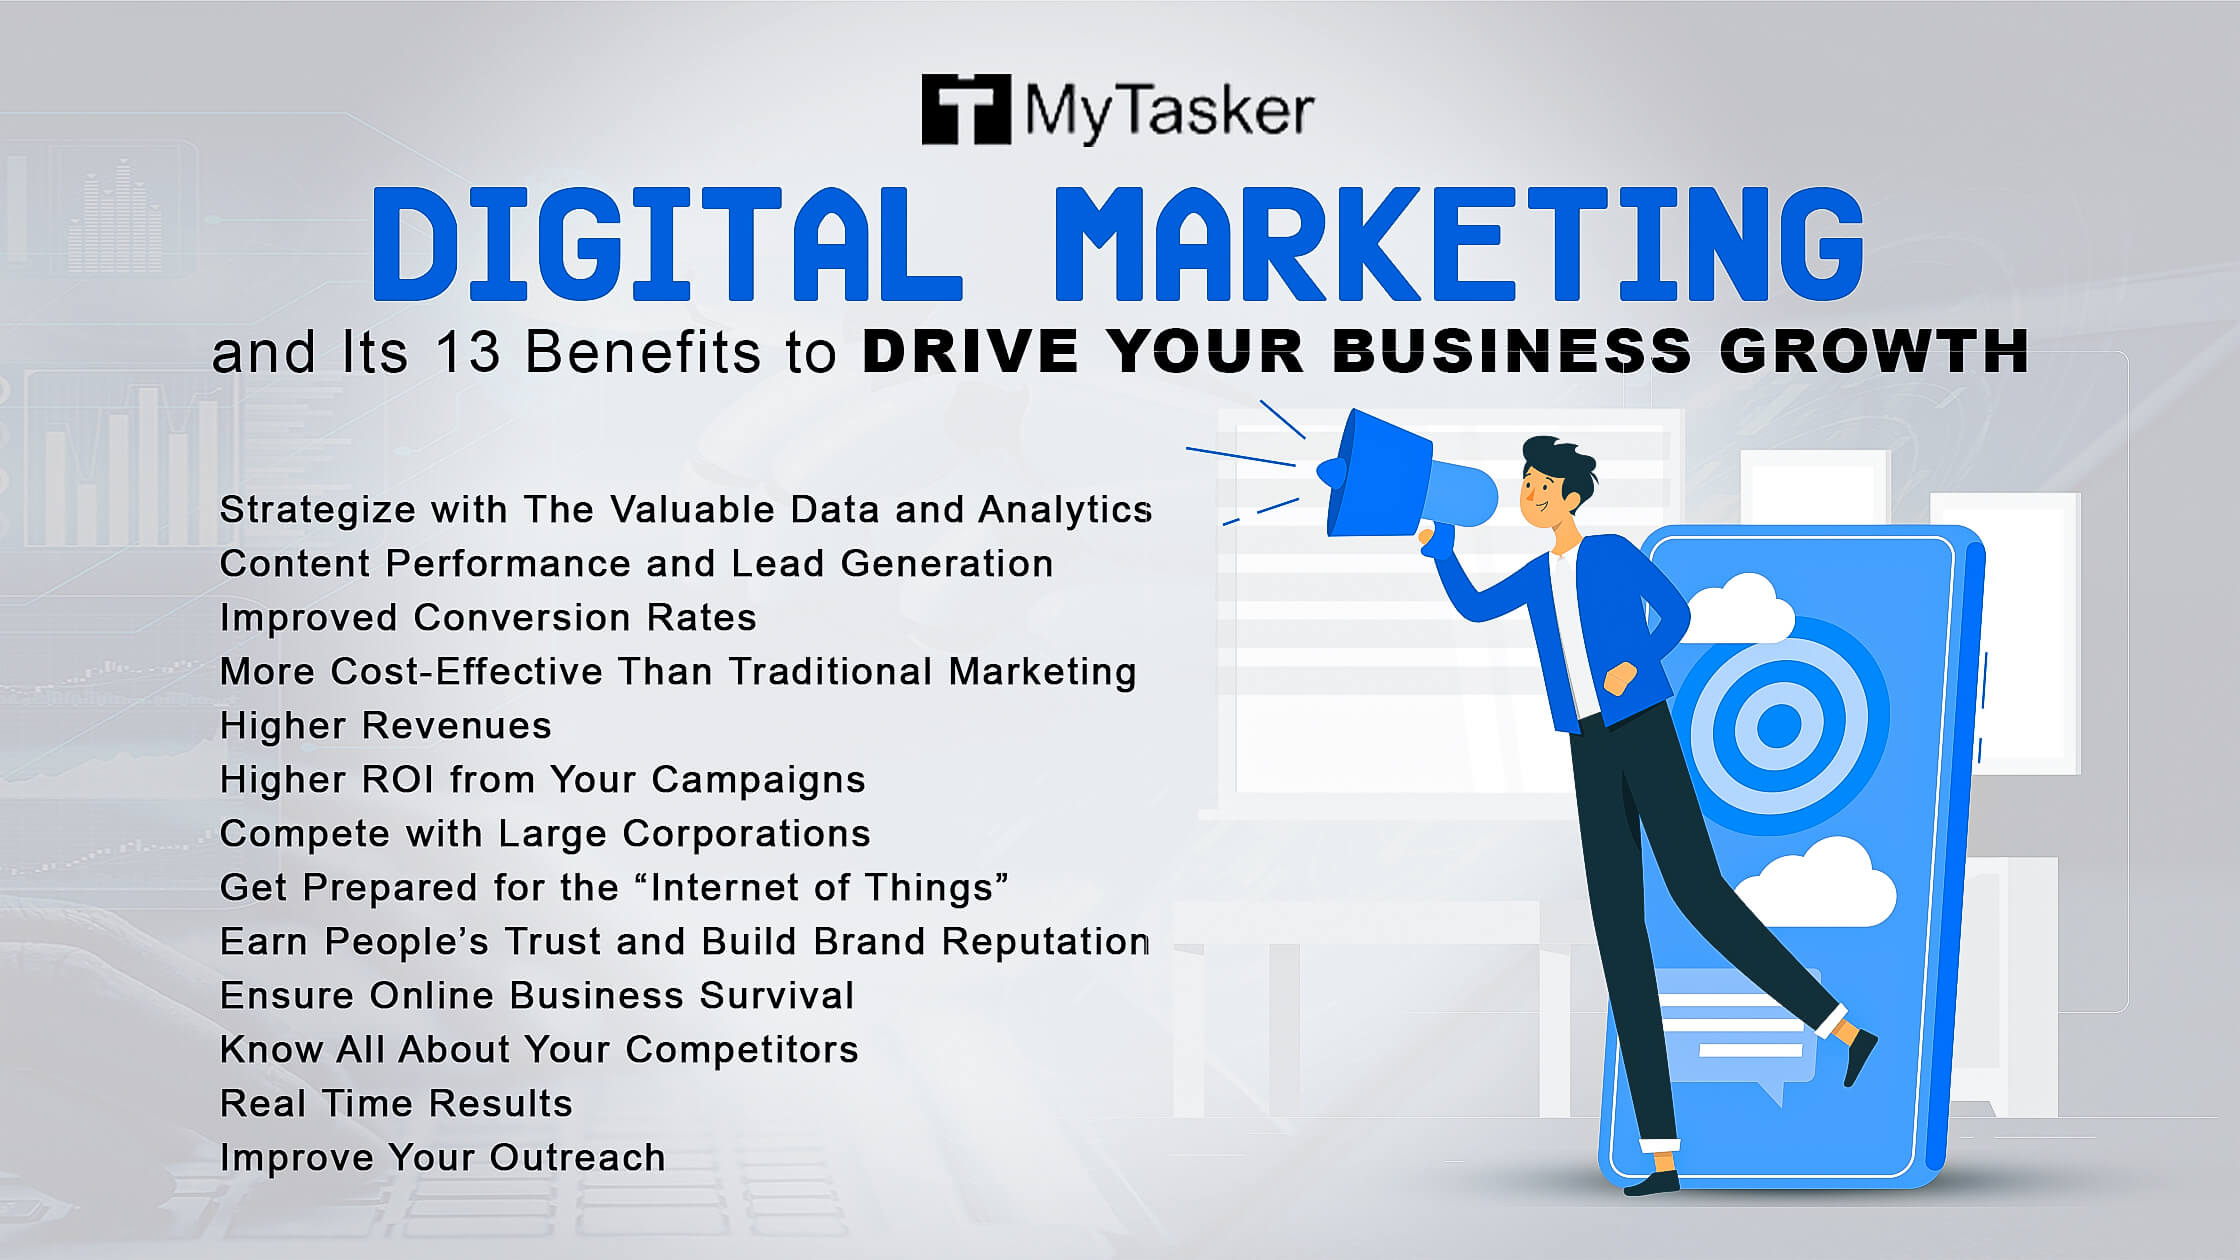 MyTasker
DIGITAL MARKETING
and Its 13 Benefits to DRIVE YOUR BUSINESS GROWTH
Strategize with The Valuable Data and Analytics
Content Performance and Lead Generation
Improved Conversion Rates
More Cost-Effective Than Traditional Marketing
Higher Revenues
Higher ROI from Your Campaigns
Compete with Large Corporations
Get Prepared for the “Internet of Things”
Earn People’s Trust and Build Brand Reputation
Ensure Online Business Survival
Know All About Your Competitors
Real Time Results
Improve Your Outreach